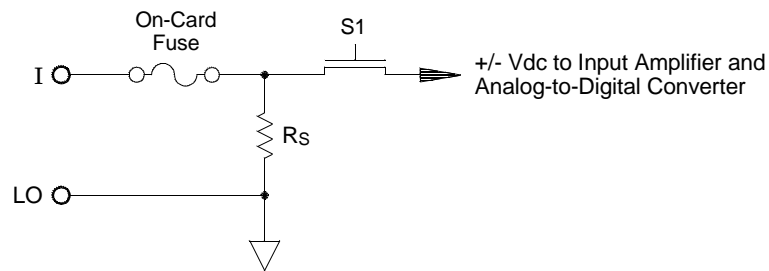 On-Card
Fuse
S1
I
+/- Vdc to Input Amplifier and
Analog-to-Digital Converter
RS
LO